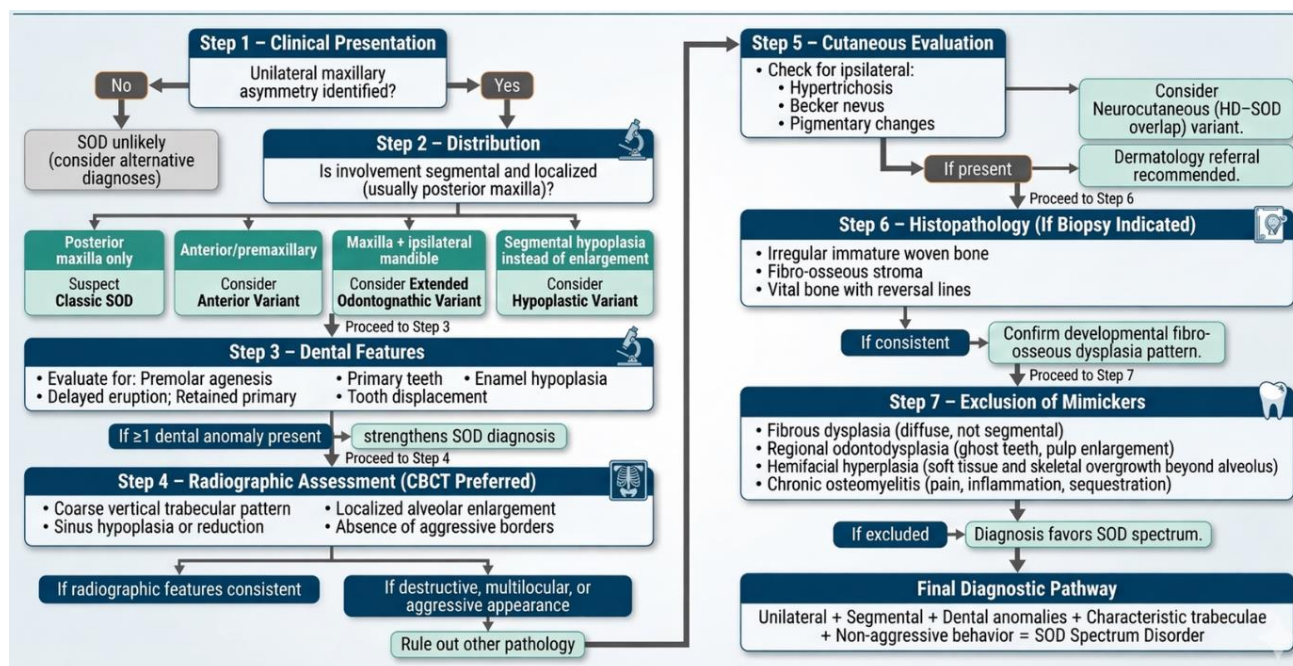 Step 1 – Clinical Presentation
Unilateral maxillary
asymmetry identified?
No
Yes
SOD unlikely
(consider alternative
diagnoses)
Step 2 – Distribution
Is involvement segmental and localized
(usually posterior maxilla)?
Posterior
maxilla only
Suspect
Classic SOD
Anterior/premaxillary
Consider
Anterior Variant
Maxilla + ipsilateral
mandible
Consider Extended
Odontognathic Variant
Segmental hypoplasia
instead of enlargement
Consider
Hypoplastic Variant
Proceed to Step 3
Step 3 – Dental Features
• Evaluate for: Premolar agenesis
• Primary teeth
• Enamel hypoplasia
• Delayed eruption; Retained primary
• Tooth displacement
If ≥1 dental anomaly present
strengthens SOD diagnosis
Proceed to Step 4
Step 4 – Radiographic Assessment (CBCT Preferred)
• Coarse vertical trabecular pattern
• Localized alveolar enlargement
• Sinus hypoplasia or reduction
• Absence of aggressive borders
If radiographic features consistent
If destructive, multilocular, or
aggressive appearance
Rule out other pathology
Step 5 – Cutaneous Evaluation
• Check for ipsilateral:
• Hypertrichosis
• Becker nevus
• Pigmentary changes
Consider
Neurocutaneous (HD–SOD
overlap) variant.
If present
Dermatology referral
recommended.
Proceed to Step 6
Step 6 – Histopathology (If Biopsy Indicated)
• Irregular immature woven bone
• Fibro-osseous stroma
• Vital bone with reversal lines
If consistent
Confirm developmental fibro-
osseous dysplasia pattern.
Proceed to Step 7
Step 7 – Exclusion of Mimickers
• Fibrous dysplasia (diffuse, not segmental)
• Regional odontodysplasia (ghost teeth, pulp enlargement)
• Hemifacial hyperplasia (soft tissue and skeletal overgrowth beyond alveolus)
• Chronic osteomyelitis (pain, inflammation, sequestration)
If excluded
Diagnosis favors SOD spectrum.
Final Diagnostic Pathway
Unilateral + Segmental + Dental anomalies + Characteristic trabeculae
+ Non-aggressive behavior = SOD Spectrum Disorder